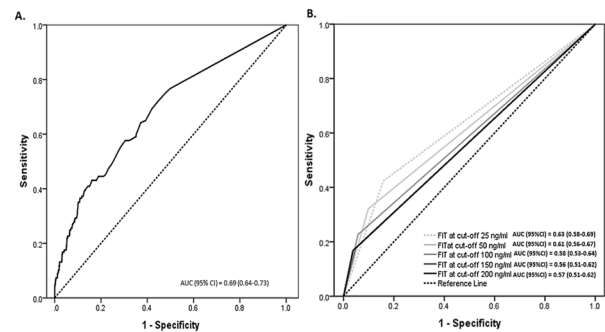 A.
1.0
0.8
0.6
0.4
0.2
0.0
Sensitivity
AUC (95% CI) = 0.69 (0.64-0.73)
0.0 0.2 0.4 0.6 0.8 1.0
1 - Specificity
B.
1.0
0.8
0.6
0.4
0.2
0.0
Sensitivity
FIT at cut-off 25 ng/ml AUC (95%CI) = 0.63 (0.58-0.69)
FIT at cut-off 50 ng/ml AUC (95%CI) = 0.61 (0.56-0.67)
FIT at cut-off 100 ng/ml AUC (95%CI) = 0.58 (0.53-0.64)
FIT at cut-off 150 ng/ml AUC (95%CI) = 0.56 (0.51-0.62)
FIT at cut-off 200 ng/ml AUC (95%CI) = 0.57 (0.51-0.62)
Reference Line
0.0 0.2 0.4 0.6 0.8 1.0
1 - Specificity